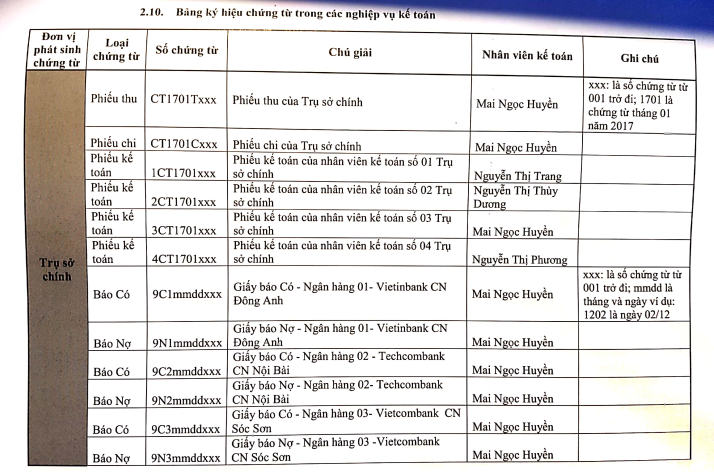 2.10. Bảng ký hiệu chứng từ trong các nghiệp vụ kế toán
Đơn vị phát sinh chứng từ | Loại chứng từ | Số chứng từ | Chú giải | Nhân viên kế toán | Ghi chú
Trụ sở chính
Phiếu thu | CT1701Txxx | Phiếu thu của Trụ sở chính | Mai Ngọc Huyền | xxx: là số chứng từ từ 001 trở đi; 1701 là chứng từ tháng 01 năm 2017
Phiếu chi | CT1701Cxxx | Phiếu chi của Trụ sở chính | Mai Ngọc Huyền
Phiếu kế toán | 1CT1701xxx | Phiếu kế toán của nhân viên kế toán số 01 Trụ sở chính | Nguyễn Thị Trang
Phiếu kế toán | 2CT1701xxx | Phiếu kế toán của nhân viên kế toán số 02 Trụ sở chính | Nguyễn Thị Thùy Dương
Phiếu kế toán | 3CT1701xxx | Phiếu kế toán của nhân viên kế toán số 03 Trụ sở chính | Mai Ngọc Huyền
Phiếu kế toán | 4CT1701xxx | Phiếu kế toán của nhân viên kế toán số 04 Trụ sở chính | Nguyễn Thị Phương
Báo Có | 9C1mmddxxx | Giấy báo Có - Ngân hàng 01- Vietinbank CN Đông Anh | Mai Ngọc Huyền | xxx: là số chứng từ từ 001 trở đi; mmdd là tháng và ngày ví dụ: 1202 là ngày 02/12
Báo Nợ | 9N1mmddxxx | Giấy báo Nợ - Ngân hàng 01- Vietinbank CN Đông Anh | Mai Ngọc Huyền
Báo Có | 9C2mmddxxx | Giấy báo Có - Ngân hàng 02 - Techcombank CN Nội Bài | Mai Ngọc Huyền
Báo Nợ | 9N2mmddxxx | Giấy báo Nợ - Ngân hàng 02- Techcombank CN Nội Bài | Mai Ngọc Huyền
Báo Có | 9C3mmddxxx | Giấy báo Có - Ngân hàng 03- Vietcombank CN Sóc Sơn | Mai Ngọc Huyền
Báo Nợ | 9N3mmddxxx | Giấy báo Nợ - Ngân hàng 03 -Vietcombank CN Sóc Sơn | Mai Ngọc Huyền